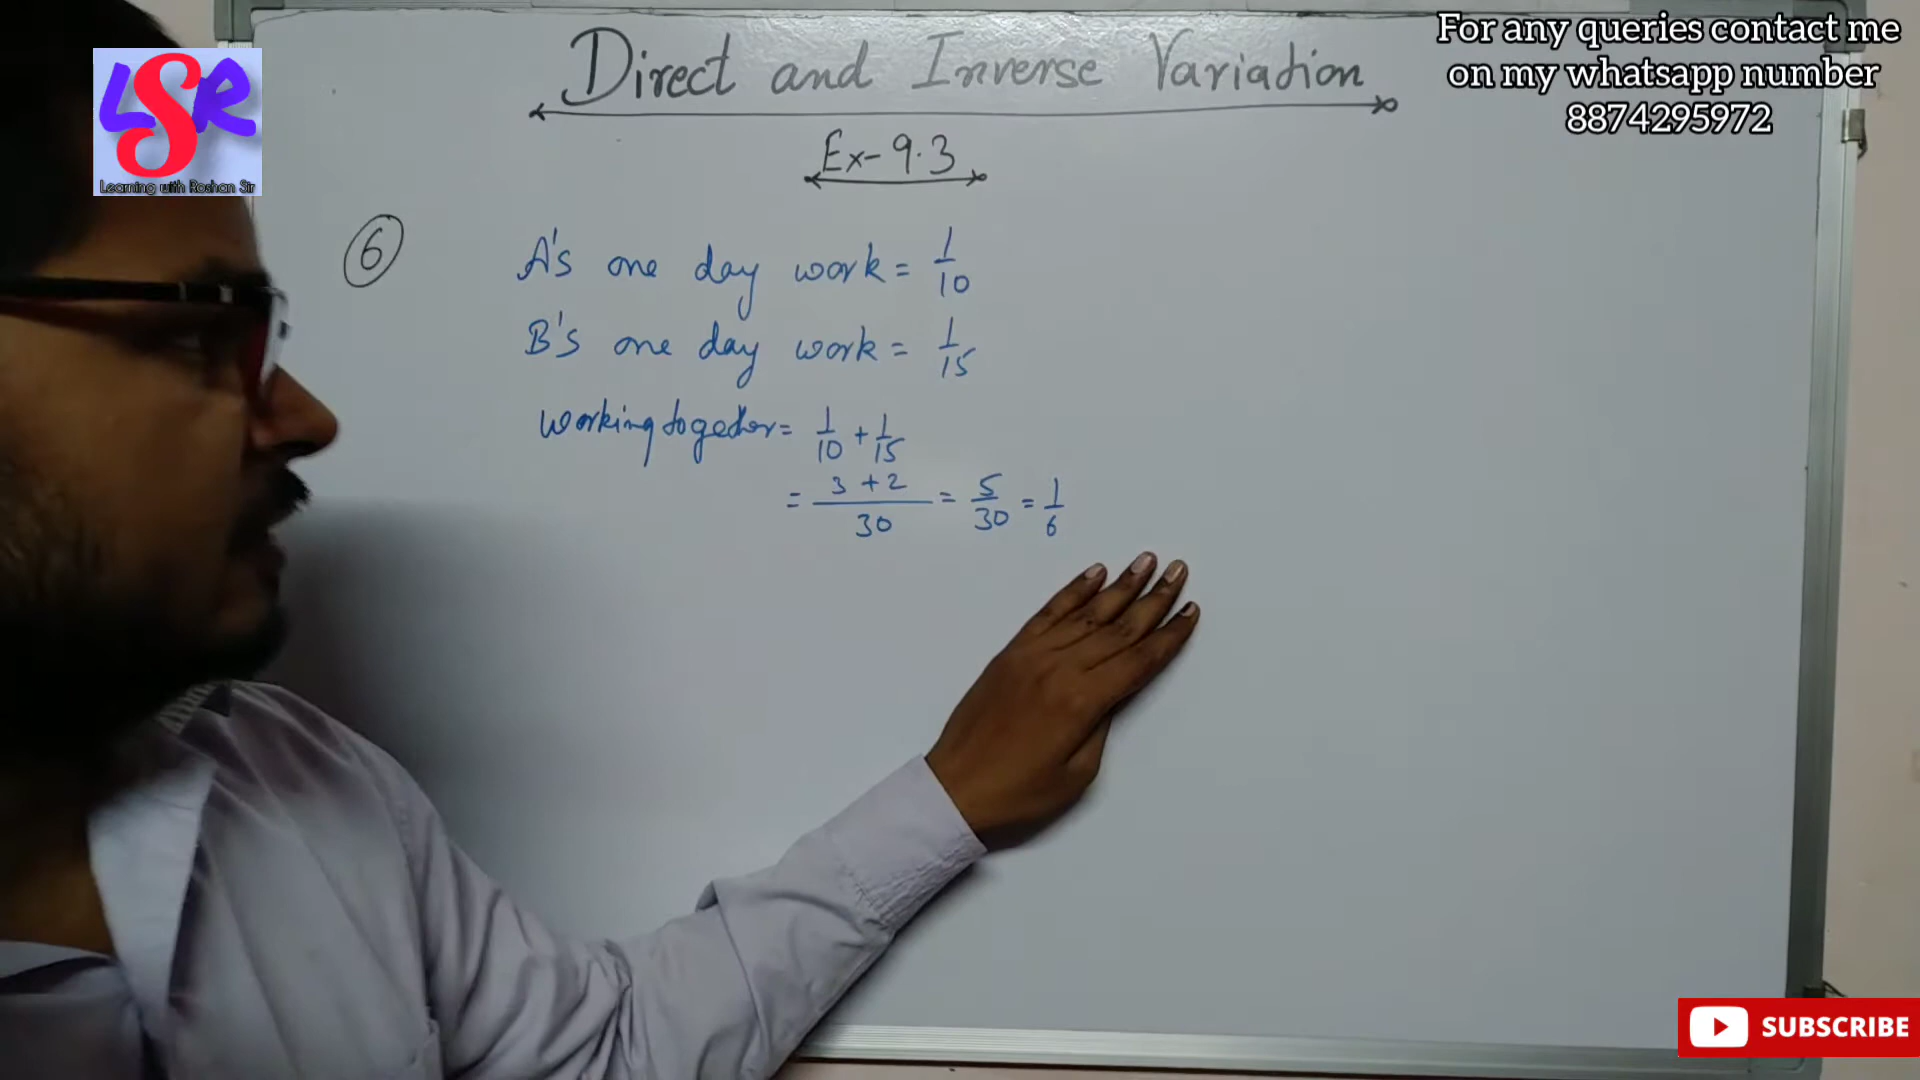 LSR
Learning with Roshan Sir
For any queries contact me
on my whatsapp number
8874295972
Direct and Inverse Variation
Ex-9.3
6
A's one day work = 1/10
B's one day work = 1/15
working together = 1/10 + 1/15
= 3+2/30 = 5/30 = 1/6
SUBSCRIBE